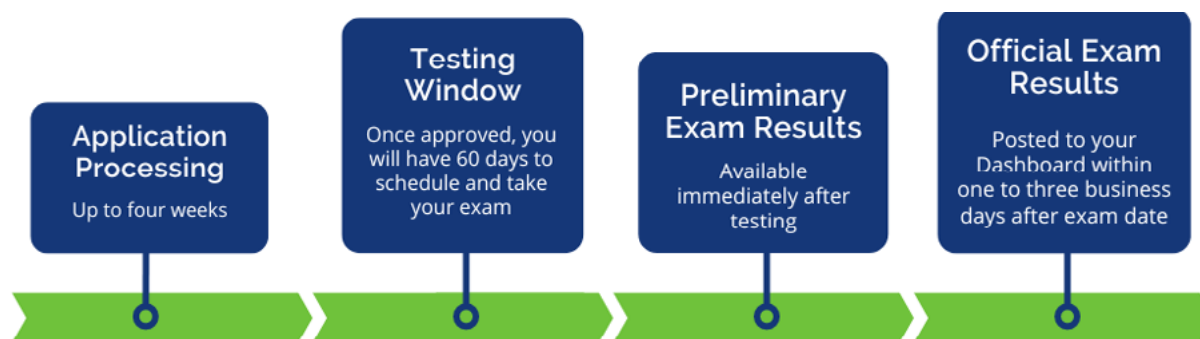 Application
Processing
Up to four weeks
Testing
Window
Once approved, you
will have 60 days to
schedule and take
your exam
Preliminary
Exam Results
Available
immediately after
testing
Official Exam
Results
Posted to your
Dashboard within
one to three business
days after exam date